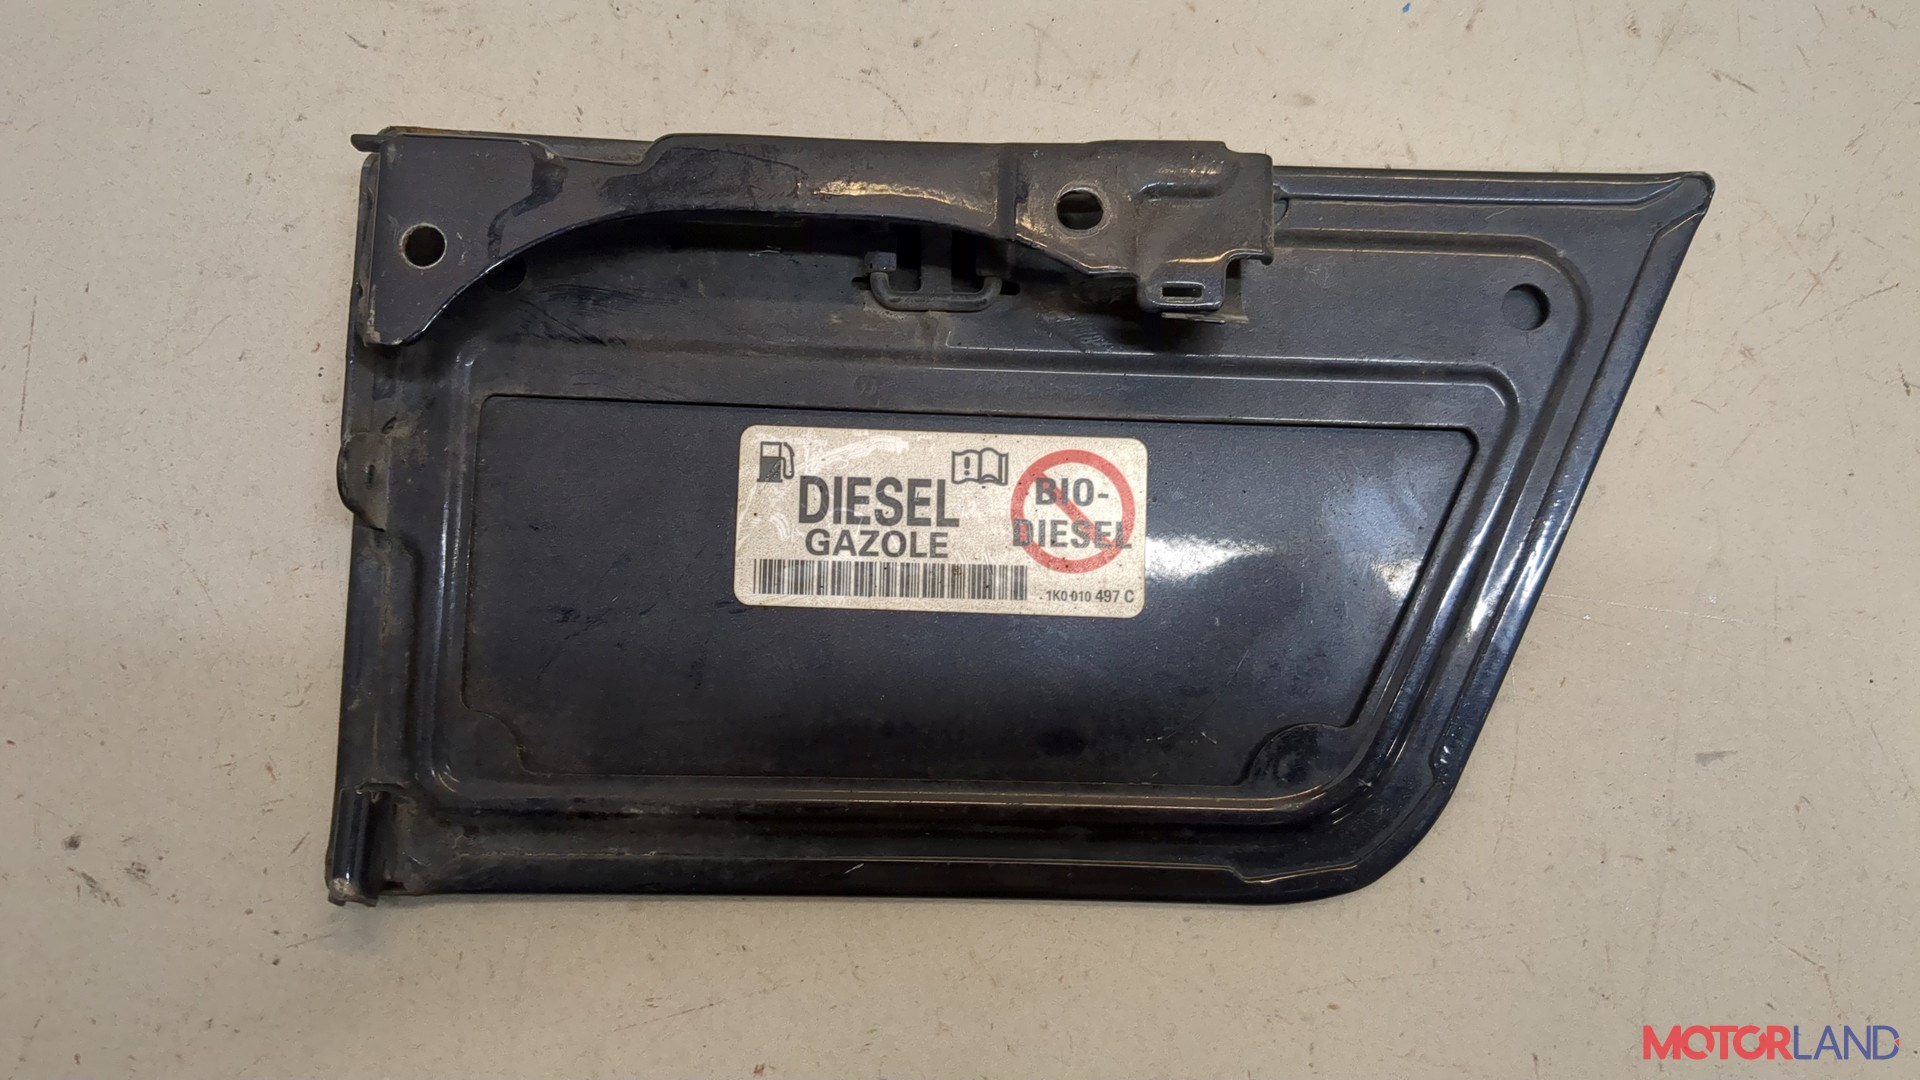 DIESEL
GAZOLE
BIO-
DIESEL
1K0 010 497 C
MOTORLAND